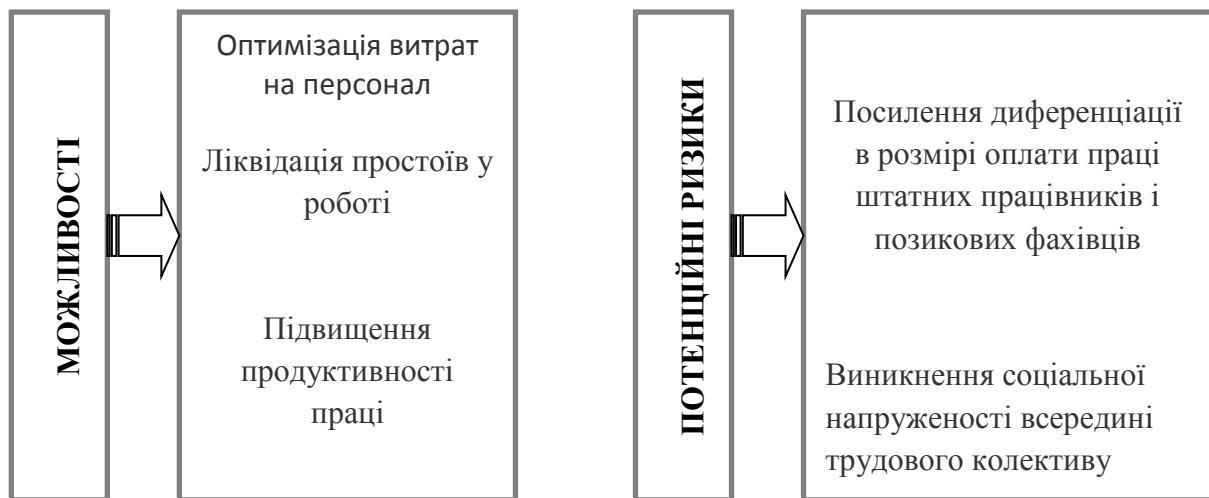 МОЖЛИВОСТІ
Оптимізація витрат
на персонал
Ліквідація простоїв у
роботі
Підвищення
продуктивності
праці
ПОТЕНЦІЙНІ РИЗИКИ
Посилення диференціації
в розмірі оплати праці
штатних працівників і
позикових фахівців
Виникнення соціальної
напруженості всередині
трудового колективу